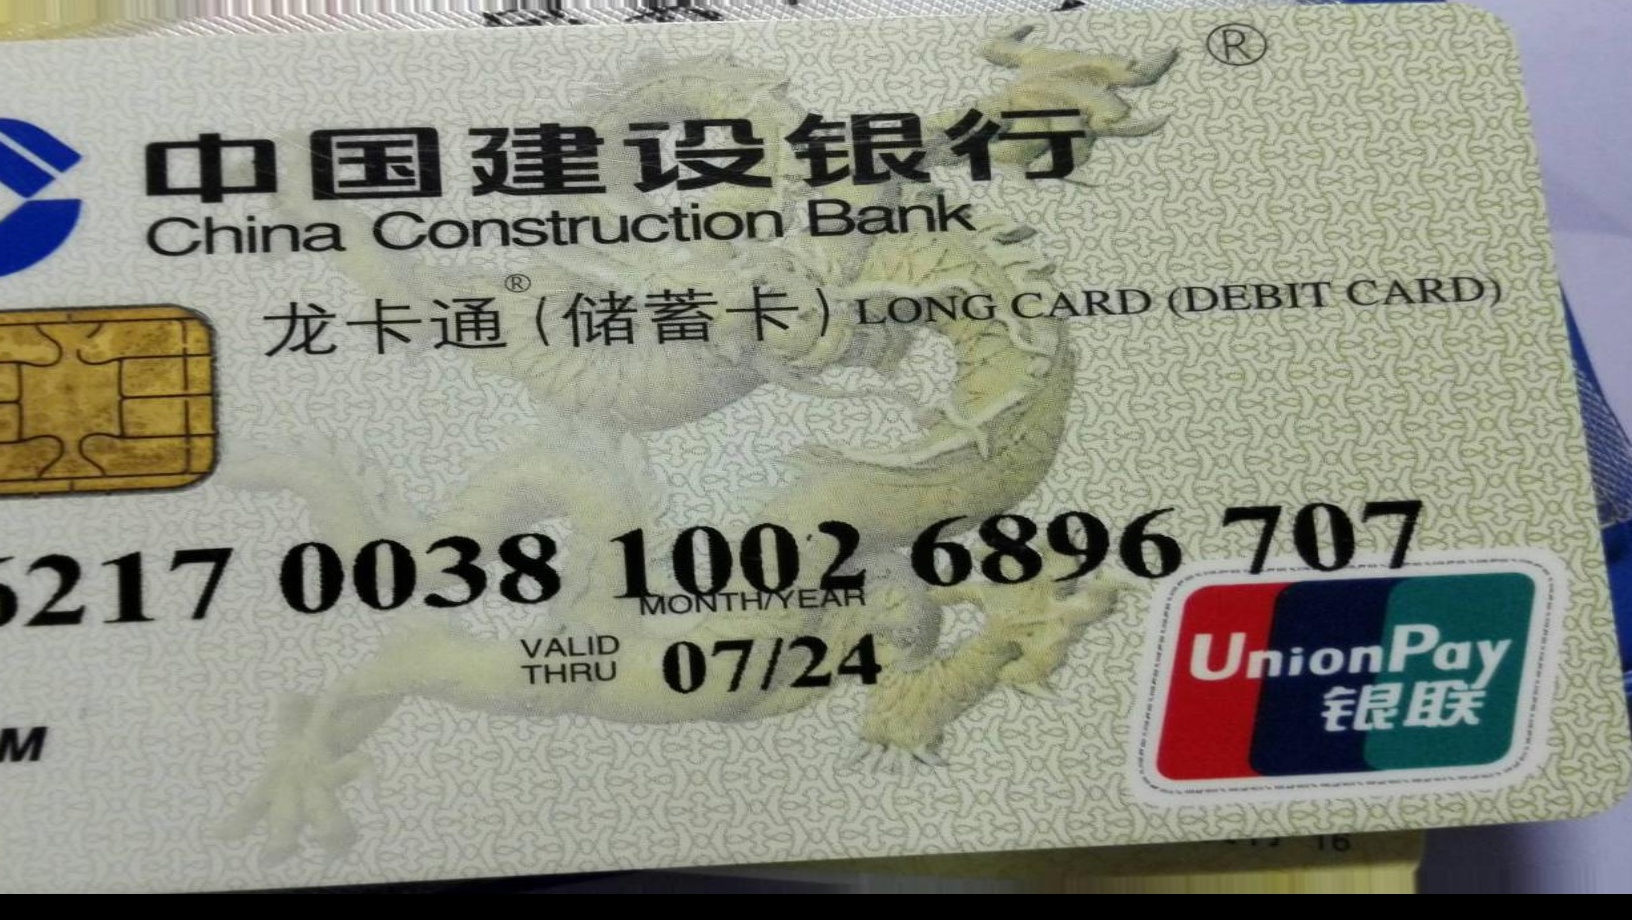 ®
中国建设银行
China Construction Bank
龙卡通®(储蓄卡) LONG CARD (DEBIT CARD)
6217 0038 1002 6896 707
MONTH/YEAR
VALID THRU 07/24
UnionPay
银联
M
16